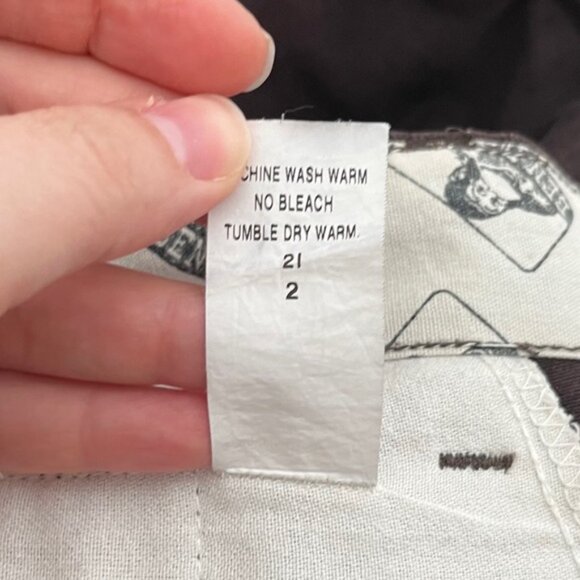 CHINE WASH WARM
NO BLEACH
TUMBLE DRY WARM.
21
2